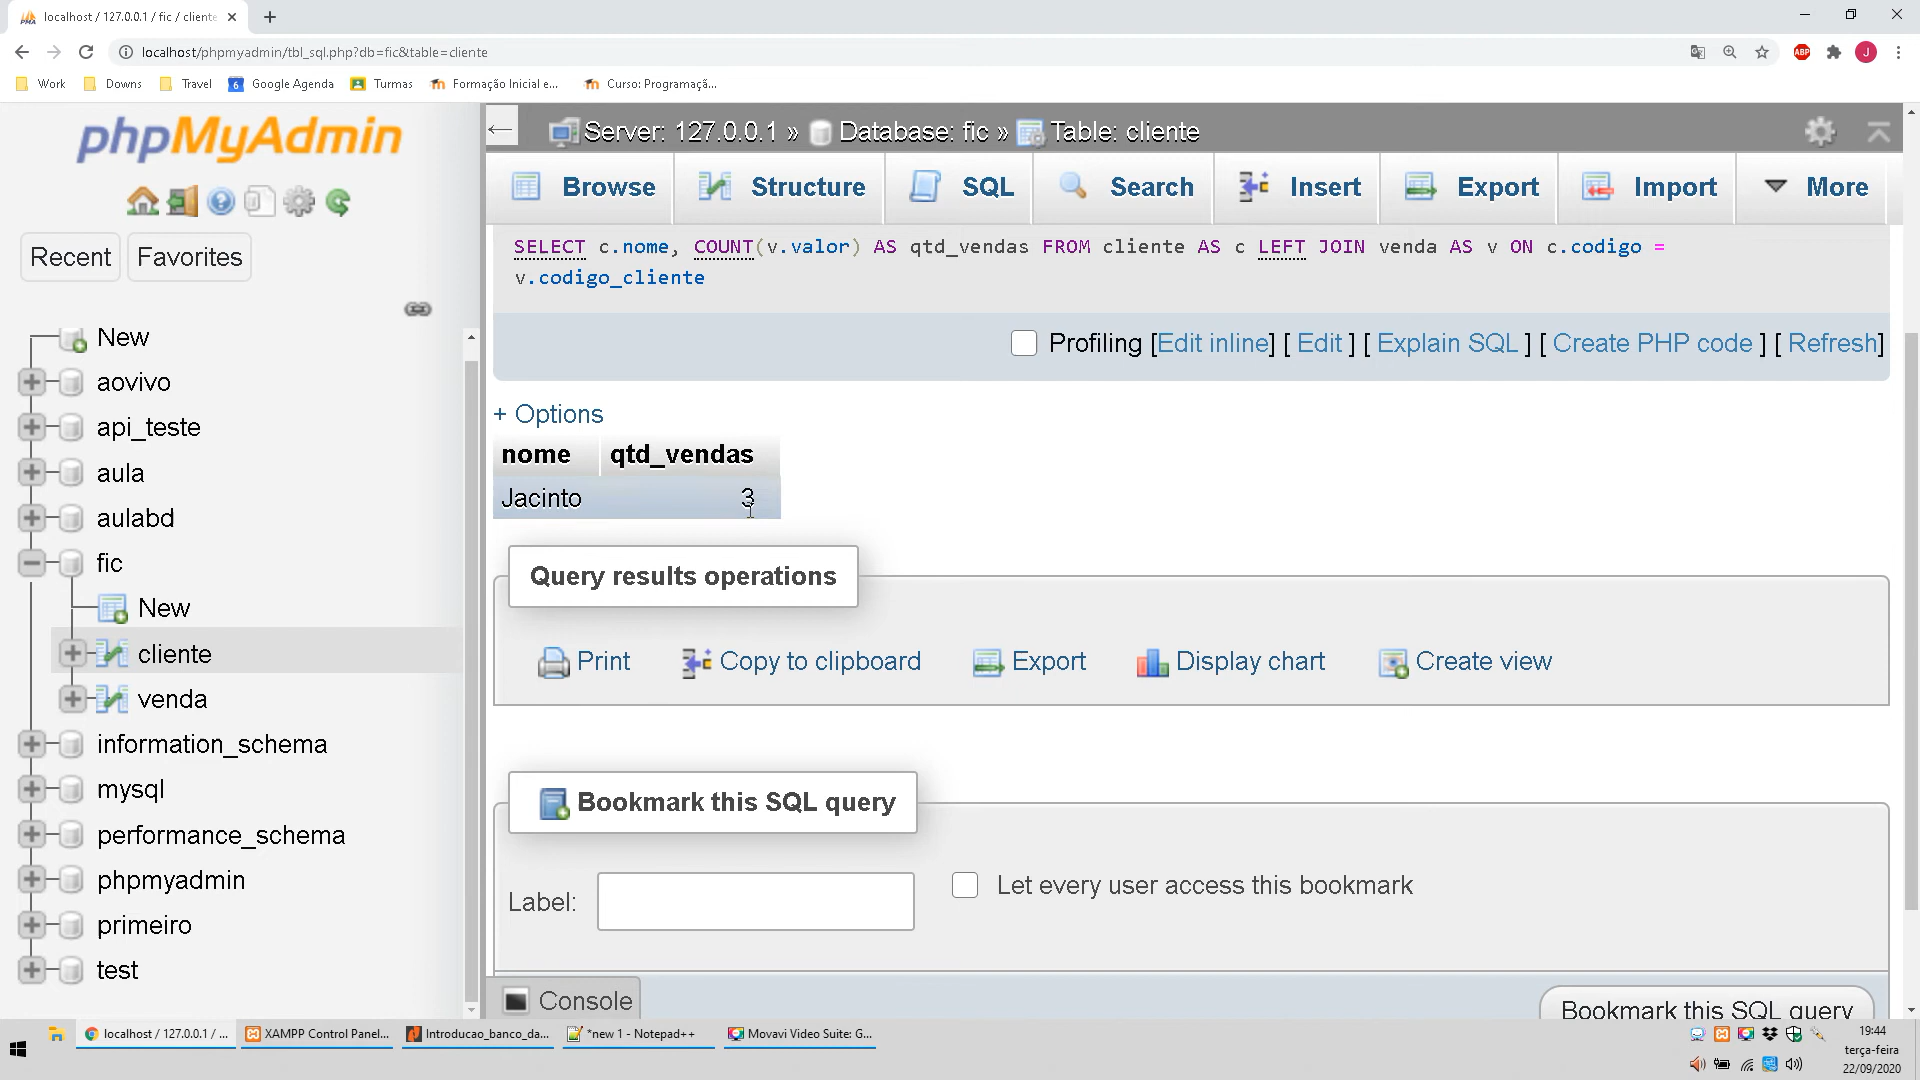 localhost / 127.0.0.1 / fic / cliente
localhost/phpmyadmin/tbl_sql.php?db=fic&table=cliente
ABP
J
Work
Downs
Travel
6
Google Agenda
Turmas
Formação Inicial e...
Curso: Programaçã...
phpMyAdmin
Recent
Favorites
New
aovivo
api_teste
aula
aulabd
fic
New
cliente
venda
information_schema
mysql
performance_schema
phpmyadmin
primeiro
test
Server: 127.0.0.1 » Database: fic » Table: cliente
Browse
Structure
SQL
Search
Insert
Export
Import
More
SELECT c.nome, COUNT(v.valor) AS qtd_vendas FROM cliente AS c LEFT JOIN venda AS v ON c.codigo =
v.codigo_cliente
Profiling [Edit inline] [ Edit ] [ Explain SQL ] [ Create PHP code ] [ Refresh]
+ Options
nome qtd_vendas
Jacinto 3
Query results operations
Print
Copy to clipboard
Export
Display chart
Create view
Bookmark this SQL query
Label:
Let every user access this bookmark
Console
Bookmark this SQL query
localhost / 127.0.0.1 / ...
XAMPP Control Panel...
Introducao_banco_da...
*new 1 - Notepad++
Movavi Video Suite: G...
19:44
terça-feira
22/09/2020